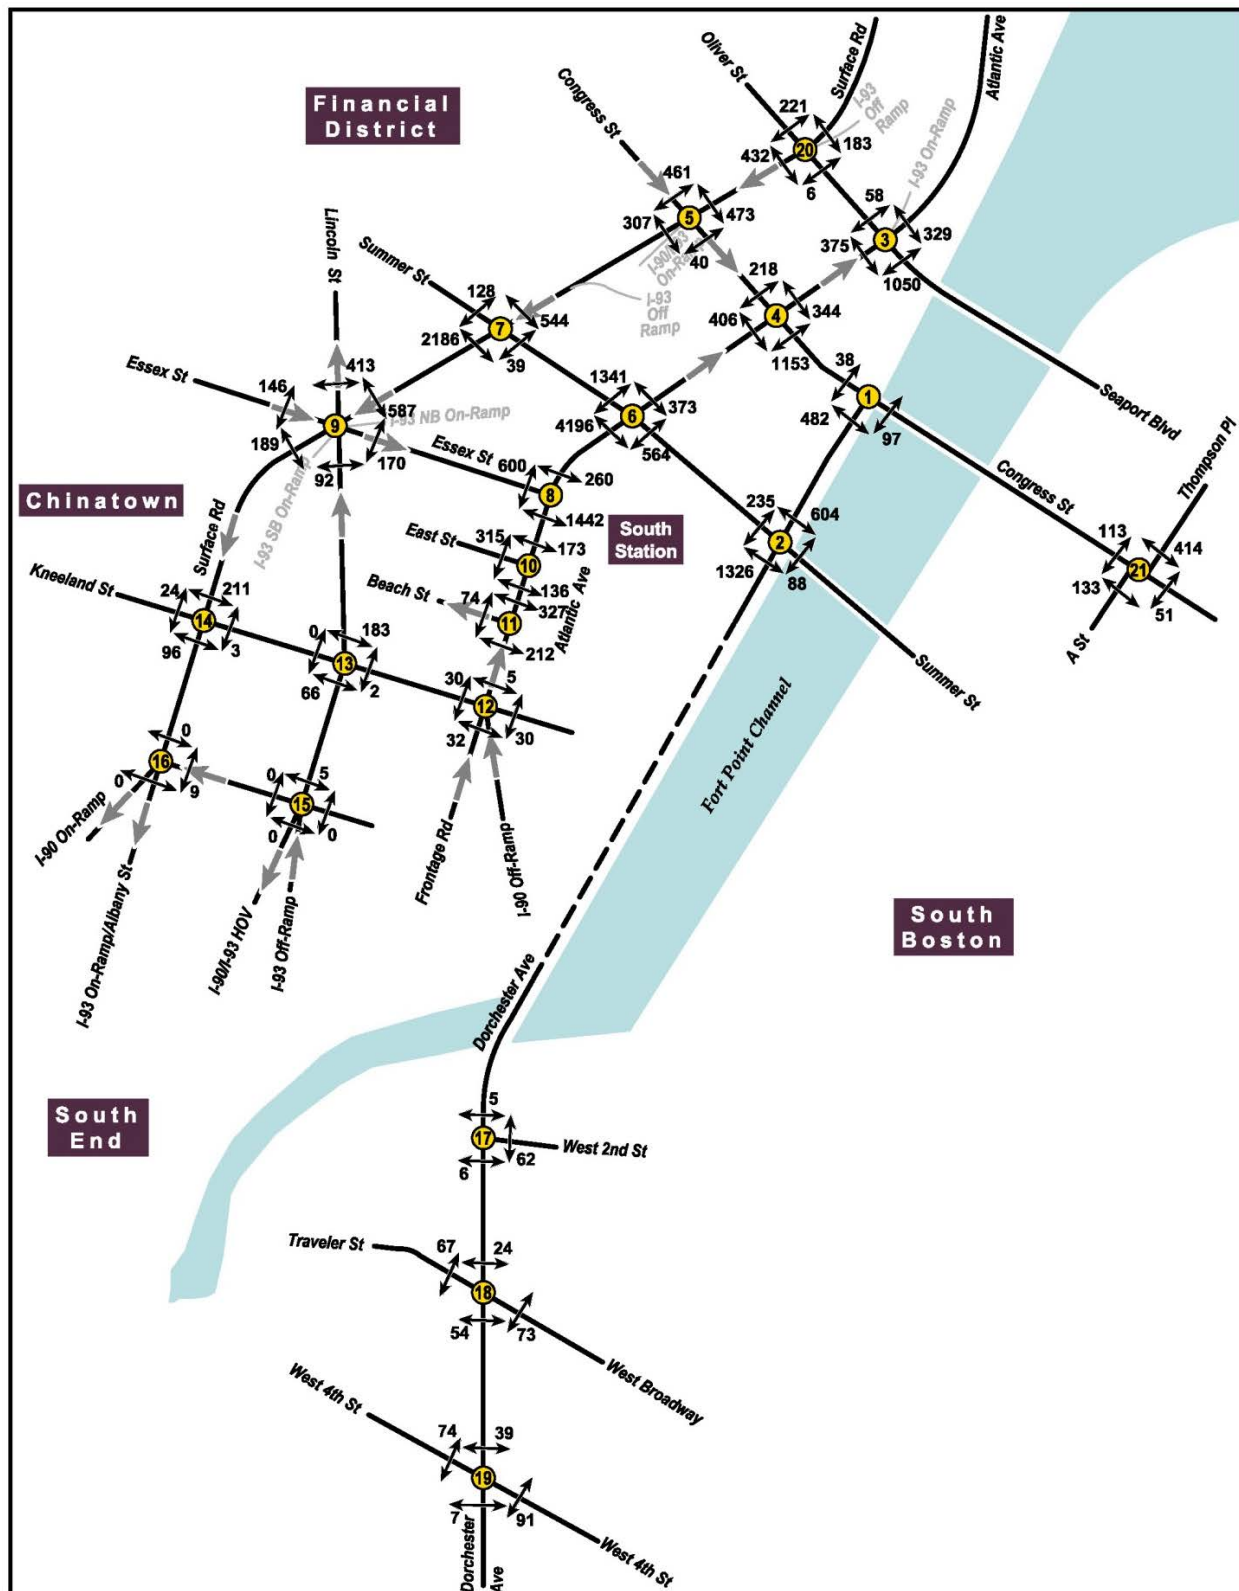 Oliver St
Surface Rd
I-93
Off
Ramp
Atlantic Ave
I-93 On-Ramp
Financial
District
Congress St
221
183
432
20
6
58
461
473
307
5
40
I-90/I-93
On-Ramp
375
3
329
1050
Lincoln St
Summer St
I-93
Off
Ramp
218
344
406
4
1153
128
544
2186
7
39
Essex St
146
413
587
I-93 NB On-Ramp
189
9
170
92
I-93 SB On-Ramp
1341
373
4196
6
564
38
1
482
97
Seaport Blvd
Thompson Pl
Congress St
Essex St
600
260
8
1442
Chinatown
South
Station
East St
315
173
10
136
Beach St
74
327
11
212
Atlantic Ave
235
604
2
1326
88
113
414
133
21
51
A St
Summer St
Surface Rd
Kneeland St
24
211
14
96
3
0
183
13
66
2
30
5
12
32
30
Fort Point Channel
0
16
0
9
0
5
15
0
0
I-90 On-Ramp
I-93 On-Ramp/Albany St
I-90/I-93 HOV
I-93 Off-Ramp
Frontage Rd
I-90 Off-Ramp
South
Boston
Dorchester Ave
South
End
5
17
West 2nd St
6
62
Traveler St
67
24
18
54
73
West Broadway
West 4th St
74
39
19
7
91
Dorchester
Ave
West 4th St